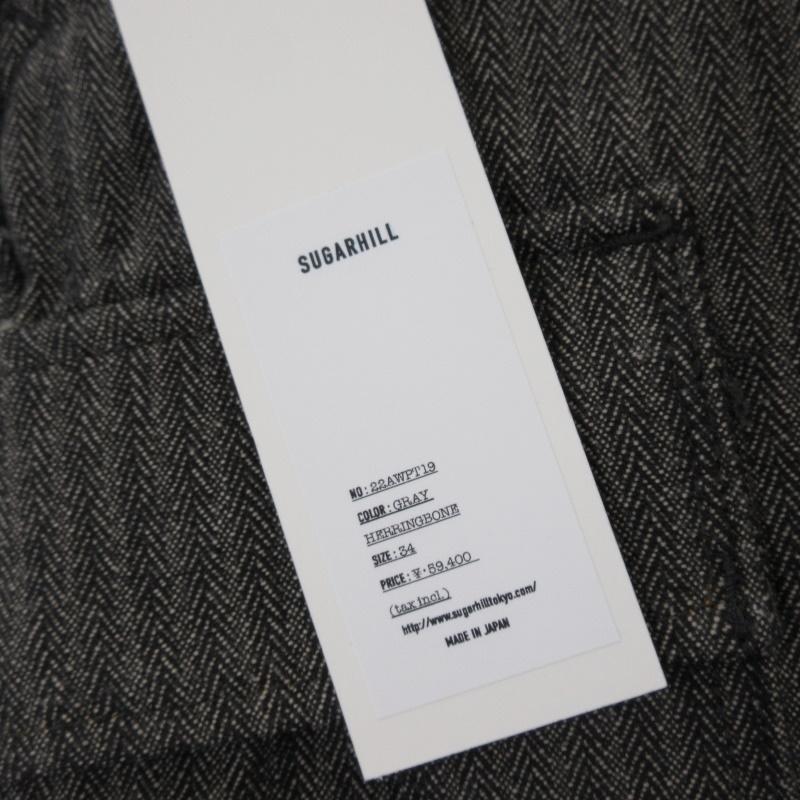 SUGARHILL
NO:22AWPT19
COLOR:GRAY
HERRINGBONE
SIZE:34
PRICE:¥·59,400
(tax incl.)
http://www.sugarhilltokyo.com/
MADE IN JAPAN